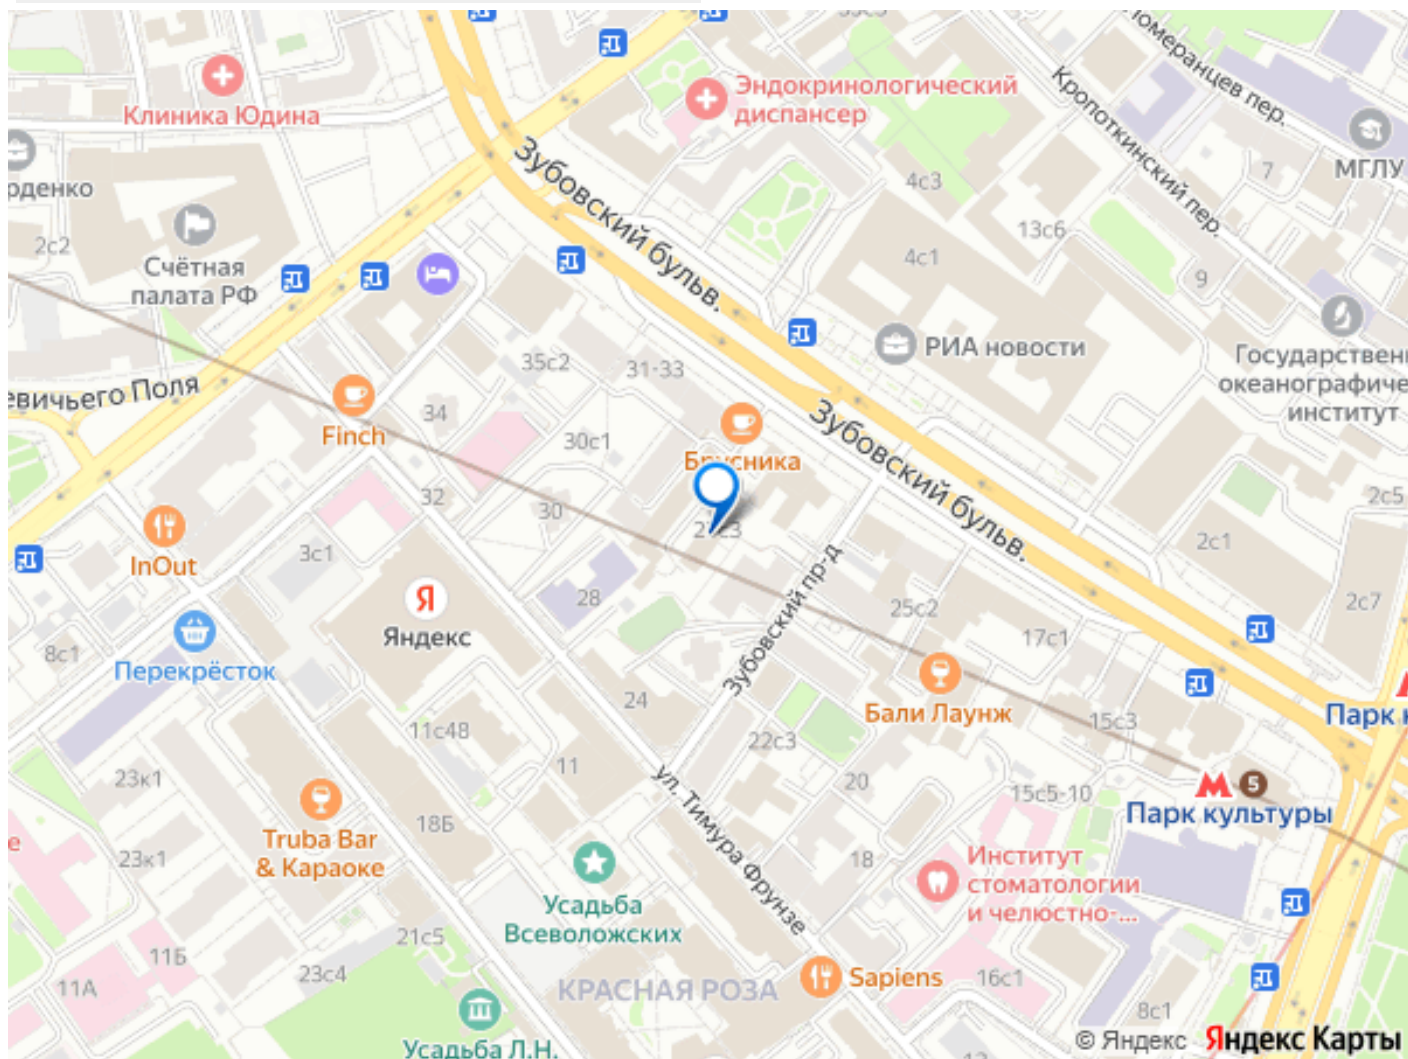 Померанцев пер.
Кропоткинский пер.
Эндокринологический
диспансер
Клиника Юдина
МГЛУ
7
4с3
2с2
Зубовский бульв.
13с6
4с1
Счётная
палата РФ
9
РИА новости
35с2
31-33
Finch
34
30с1
Брусника
Зубовский бульв.
институт
2с5
32
30
InOut
3с1
2с1
Яндекс
28
Зубовский пр-д
25с2
17с1
2с7
8с1
Перекрёсток
24
Бали Лаунж
15с3
11с48
22с3
11
20
ул. Тимура Фрунзе
15с5-10
Парк культуры
5
23к1
Truba Bar
& Караоке
18Б
23к1
18
Институт
стоматологии
и челюстно-...
Усадьба
Всеволожских
21с5
11Б
23с4
11А
КРАСНАЯ РОЗА
Sapiens
16с1
8с1
Усадьба Л.Н.
© Яндекс Яндекс Карты